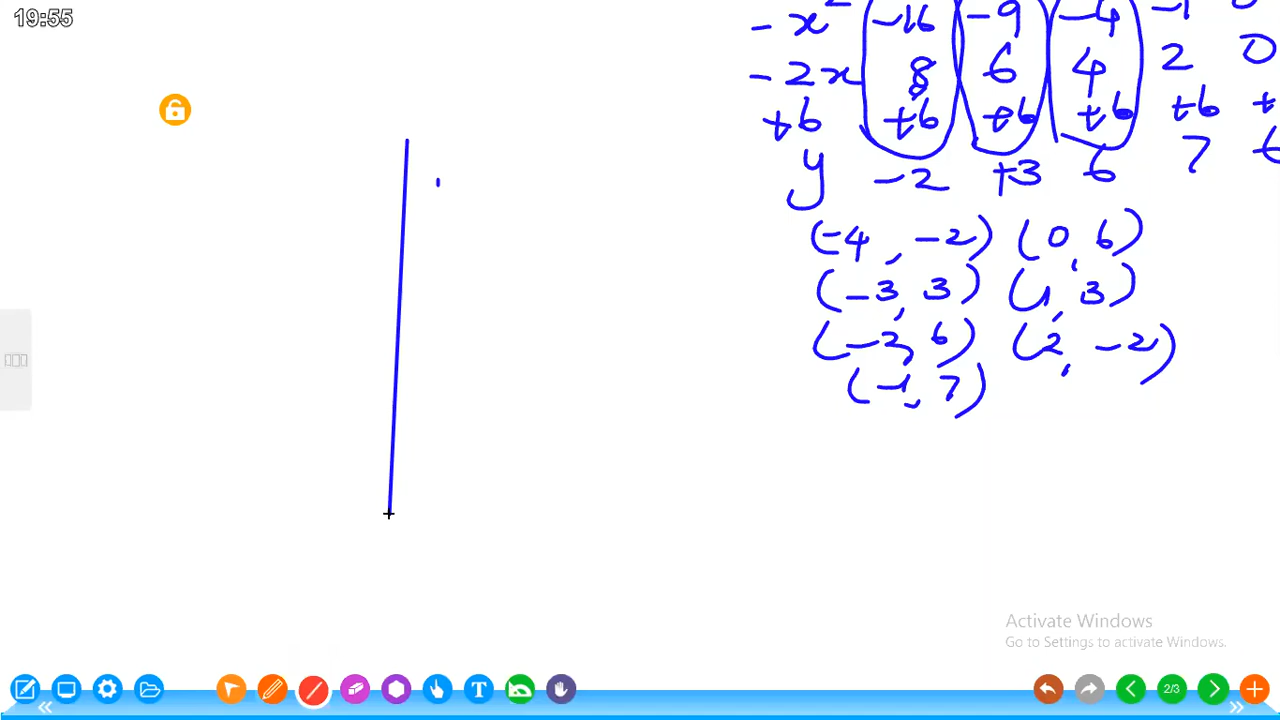 19:55
-x² -16 -9 -4 -1
-2x 8 6 4 2 0
+6 +6 +6 +6 +6 +
y -2 +3 6 7
(-4, -2) (0, 6)
(-3, 3) (1, 3)
(-2, 6) (2, -2)
(-1, 7)
Activate Windows
Go to Settings to activate Windows.
T
2/3